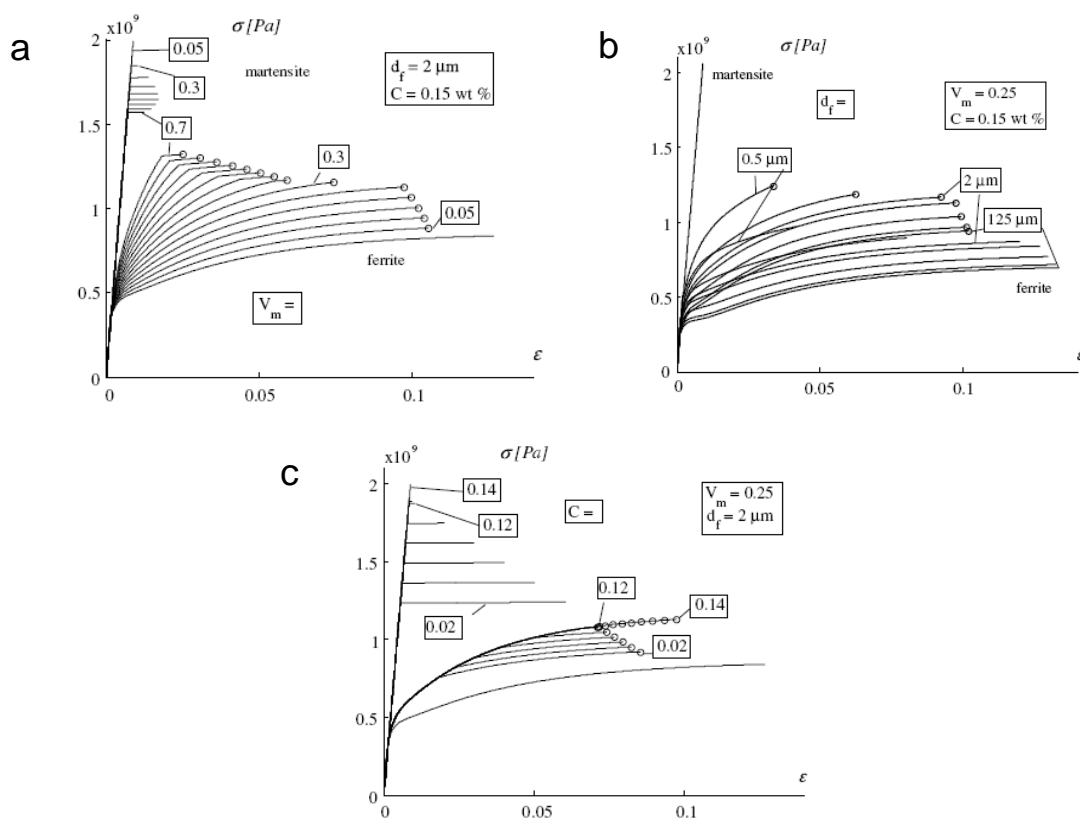 a
x10⁹
σ [Pa]
2
1.5
1
0.5
0
0
0.05
0.1
ε
0.05
0.3
0.7
martensite
d_f = 2 μm
C = 0.15 wt %
0.3
0.05
ferrite
V_m =
b
x10⁹
σ [Pa]
2
1.5
1
0.5
0
0
0.05
0.1
ε
martensite
d_f =
V_m = 0.25
C = 0.15 wt %
0.5 μm
2 μm
125 μm
ferrite
c
x10⁹
σ [Pa]
2
1.5
1
0.5
0
0
0.05
0.1
ε
0.14
0.12
C =
V_m = 0.25
d_f = 2 μm
0.02
0.12
0.14
0.02